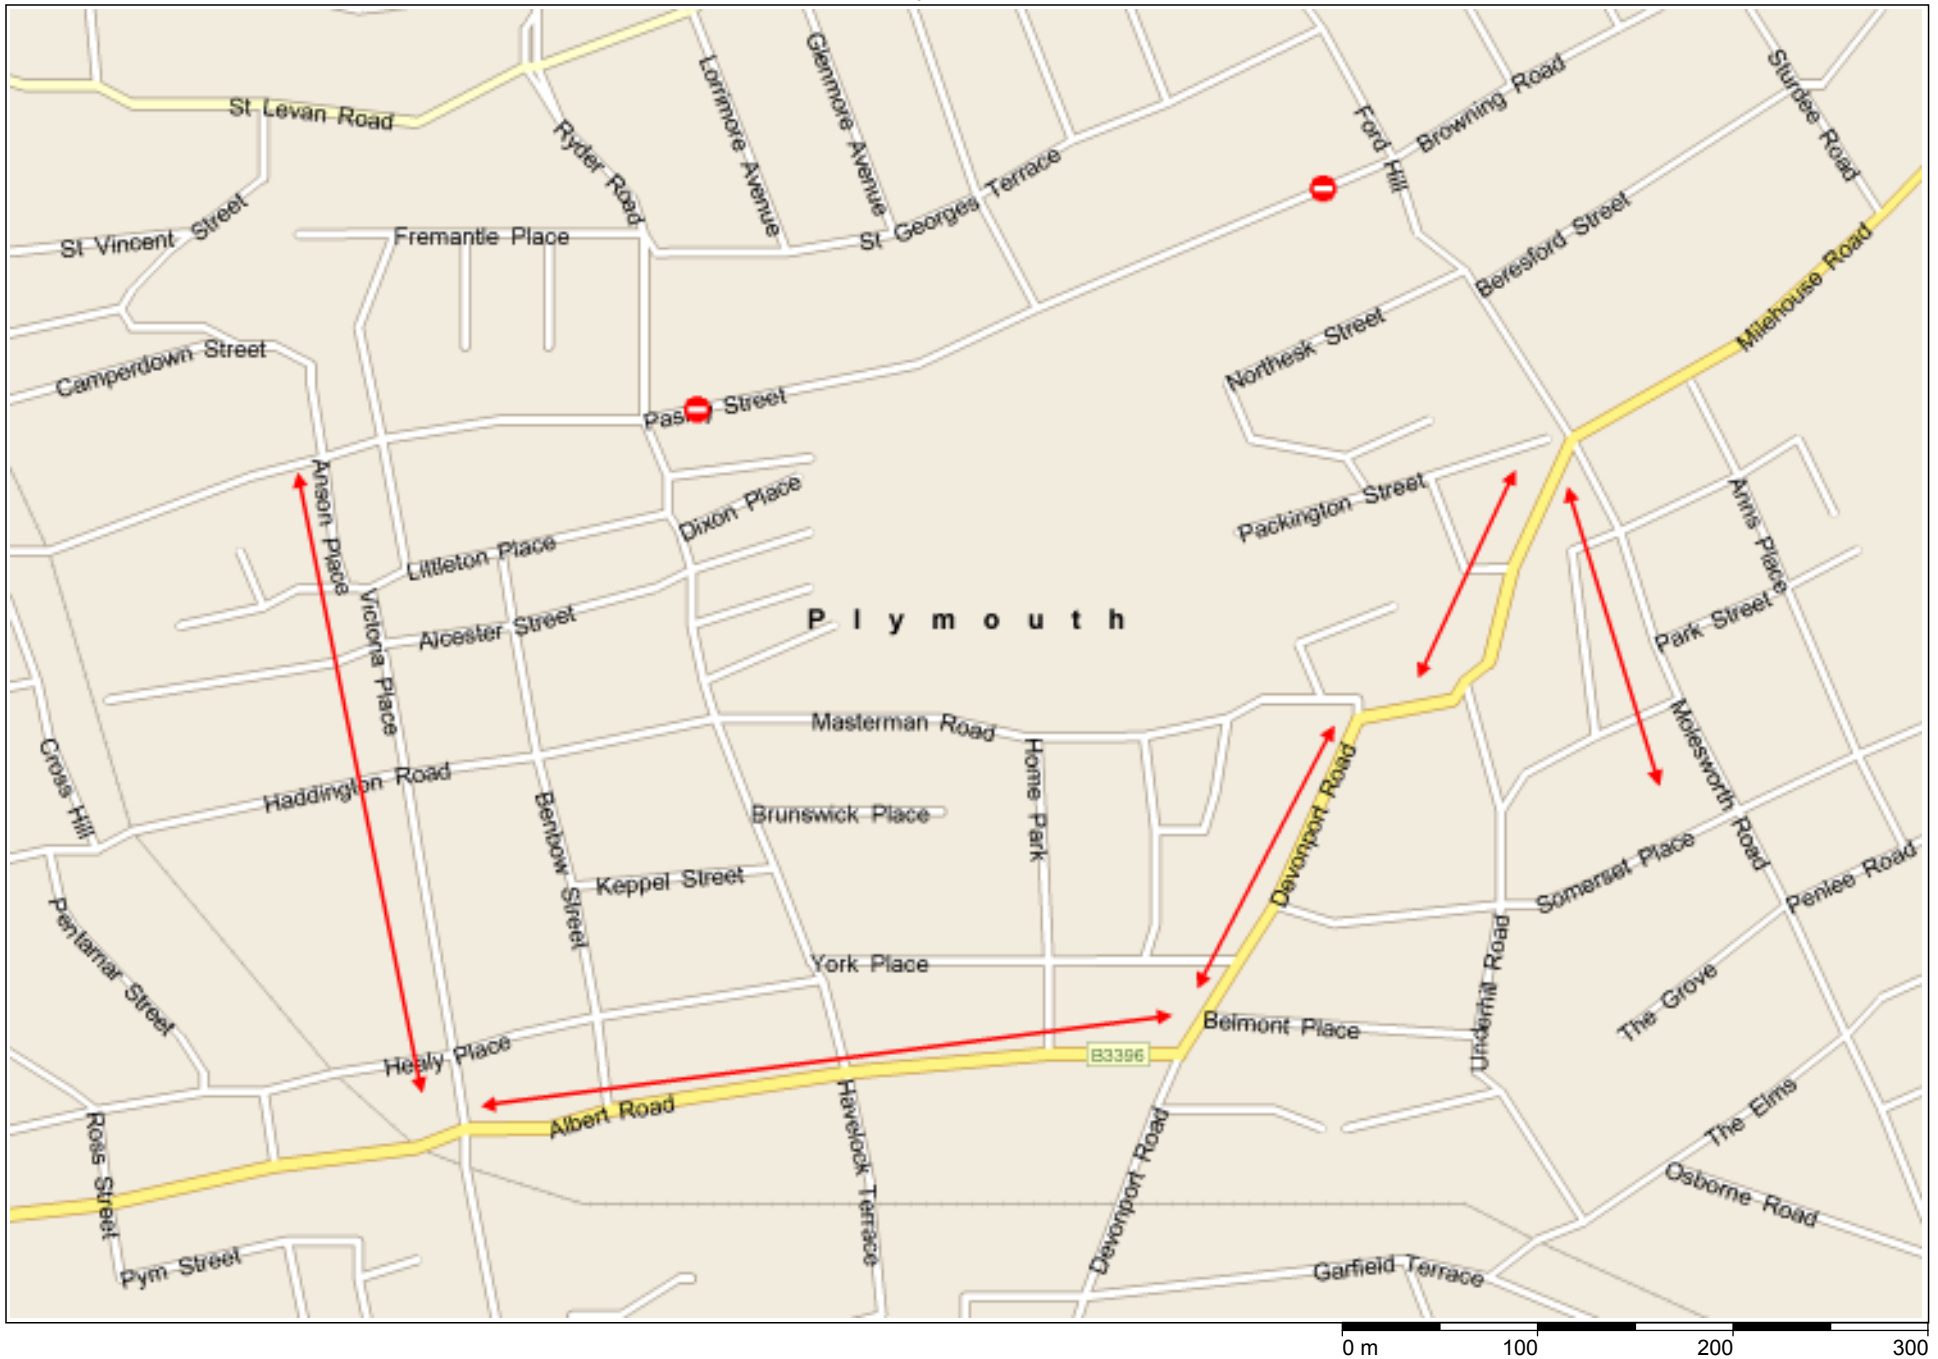 St Levan Road
Lorrimore Avenue
Glenmore Avenue
Ryder Road
Ford Hill
Browning Road
Sturdee Road
St Vincent Street
Fremantle Place
St Georges Terrace
Beresford Street
Milehouse Road
Camperdown Street
Northesk Street
Street
Anson Place
Dixon Place
Packington Street
Anns Place
Littleton Place
Victoria Place
Alcester Street
Plymouth
Park Street
Cross Hill
Haddington Road
Masterman Road
Home Park
Devonport Road
Molesworth Road
Benbow Street
Brunswick Place
Keppel Street
Somerset Place
Penlee Road
Pentamar Street
York Place
Underhill Road
The Grove
Healy Place
Belmont Place
B3396
Albert Road
Ross Street
Havelock Terrace
Devonport Road
The Elms
Osborne Road
Pym Street
Garfield Terrace
0 m 100 200 300